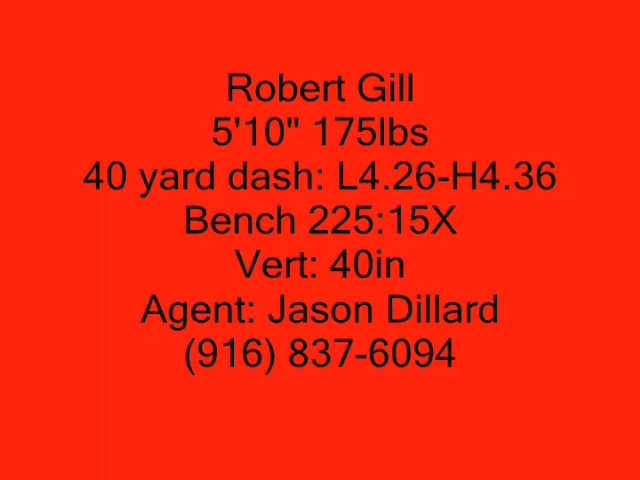 Robert Gill
5'10" 175lbs
40 yard dash: L4.26-H4.36
Bench 225:15X
Vert: 40in
Agent: Jason Dillard
(916) 837-6094